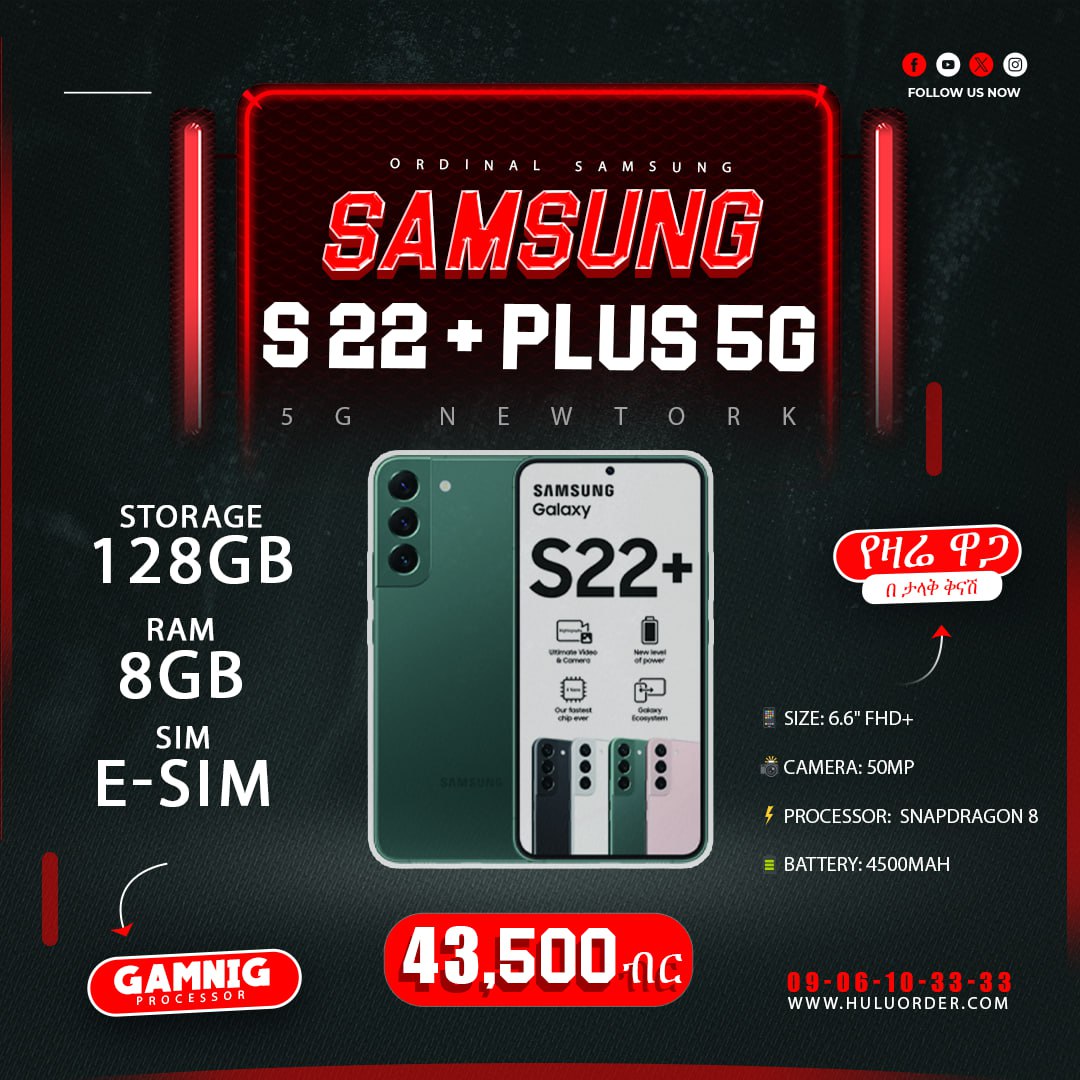 FOLLOW US NOW
ORDINAL SAMSUNG
SAMSUNG
S 22 + PLUS 5G
5G NEWTORK
STORAGE
128GB
RAM
8GB
SIM
E-SIM
SAMSUNG
SAMSUNG
Galaxy
S22+
Ultimate Video
& Camera
New level
of power
Our fastest
chip ever
Galaxy
Ecosystem
የዛሬ ዋጋ
በ ታላቅ ቅናሽ
SIZE: 6.6" FHD+
CAMERA: 50MP
PROCESSOR: SNAPDRAGON 8
BATTERY: 4500MAH
GAMNIG
PROCESSOR
43,500 ብር
09-06-10-33-33
WWW.HULUORDER.COM